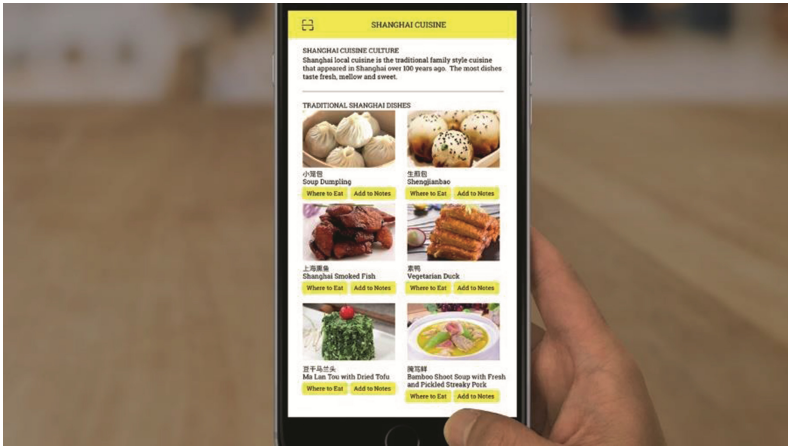 SHANGHAI CUISINE
SHANGHAI CUISINE CULTURE
Shanghai local cuisine is the traditional family style cuisine
that appeared in Shanghai over 100 years ago. The most dishes
taste fresh, mellow and sweet.
TRADITIONAL SHANGHAI DISHES
小笼包
Soup Dumpling
Where to Eat Add to Notes
生煎包
Shengjianbao
Where to Eat Add to Notes
上海熏鱼
Shanghai Smoked Fish
Where to Eat Add to Notes
素鸭
Vegetarian Duck
Where to Eat Add to Notes
豆干马兰头
Ma Lan Tou with Dried Tofu
Where to Eat Add to Notes
腌笃鲜
Bamboo Shoot Soup with Fresh
and Pickled Streaky Pork
Where to Eat Add to Notes